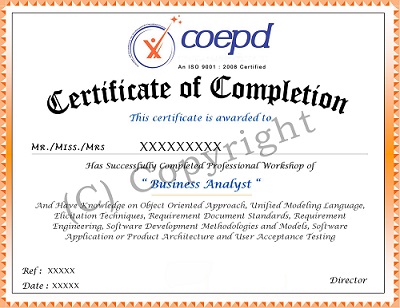 coepd
An ISO 9001 : 2008 Certified
Certificate of Completion
This certificate is awarded to
Mr./Miss./Mrs XXXXXXXXX
Has Successfully Completed Professional Workshop of
“ Business Analyst “
And Have Knowledge on Object Oriented Approach, Unified Modeling Language,
Elicitation Techniques, Requirement Document Standards, Requirement
Engineering, Software Development Methodologies and Models, Software
Application or Product Architecture and User Acceptance Testing
(C) Copyright
Ref : XXXXX
Date : XXXXX
Director